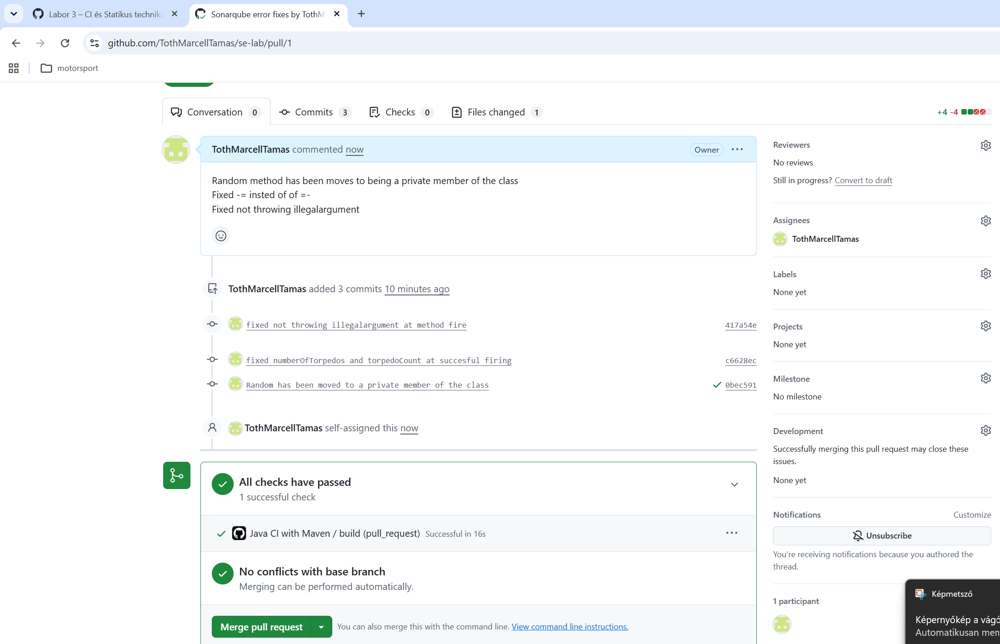 Labor 3 – CI és Statikus techniká
Sonarqube error fixes by TothM
github.com/TothMarcellTamas/se-lab/pull/1
motorsport
Conversation 0
Commits 3
Checks 0
Files changed 1
+4 -4
TothMarcellTamas commented now
Owner
Random method has been moves to being a private member of the class
Fixed -= insted of of =-
Fixed not throwing illegalargument
TothMarcellTamas added 3 commits 10 minutes ago
fixed not throwing illegalargument at method fire
417a54e
fixed numberOfTorpedos and torpedoCount at succesful firing
c6628ec
Random has been moved to a private member of the class
0bec591
TothMarcellTamas self-assigned this now
All checks have passed
1 successful check
Java CI with Maven / build (pull_request) Successful in 16s
No conflicts with base branch
Merging can be performed automatically.
Merge pull request
You can also merge this with the command line. View command line instructions.
Reviewers
No reviews
Still in progress? Convert to draft
Assignees
TothMarcellTamas
Labels
None yet
Projects
None yet
Milestone
No milestone
Development
Successfully merging this pull request may close these
issues.
None yet
Notifications
Customize
Unsubscribe
You’re receiving notifications because you authored the
thread.
1 participant
Képmetsző
Képernyőkép a vágó
Automatikusan men